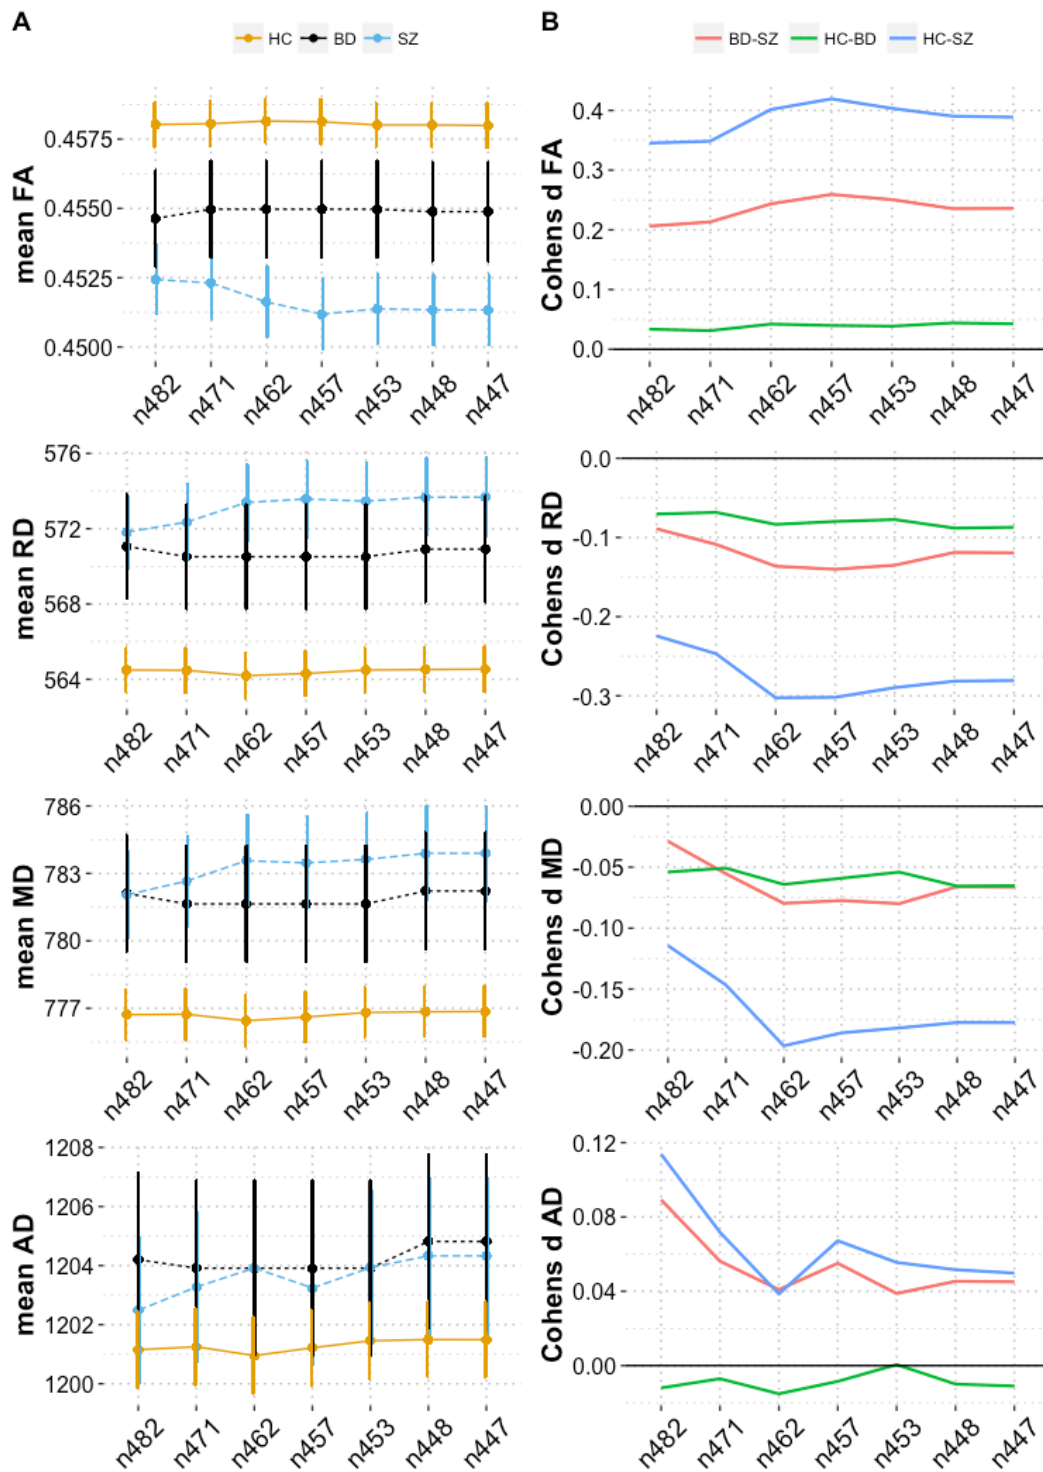 A
HC BD SZ
mean FA
0.4575
0.4550
0.4525
0.4500
n482 n471 n462 n457 n453 n448 n447
mean RD
576
572
568
564
n482 n471 n462 n457 n453 n448 n447
mean MD
786
783
780
777
n482 n471 n462 n457 n453 n448 n447
mean AD
1208
1206
1204
1202
1200
n482 n471 n462 n457 n453 n448 n447
B
BD-SZ HC-BD HC-SZ
Cohens d FA
0.4
0.3
0.2
0.1
0.0
n482 n471 n462 n457 n453 n448 n447
Cohens d RD
0.0
-0.1
-0.2
-0.3
n482 n471 n462 n457 n453 n448 n447
Cohens d MD
0.00
-0.05
-0.10
-0.15
-0.20
n482 n471 n462 n457 n453 n448 n447
Cohens d AD
0.12
0.08
0.04
0.00
n482 n471 n462 n457 n453 n448 n447